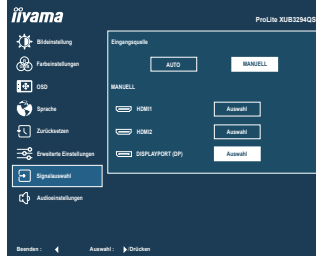 iiyama
ProLite XUB3294QS
Bildeinstellung
Farbeinstellungen
OSD
Sprache
Zurücksetzen
Erweiterte Einstellungen
Signalauswahl
Audioeinstellungen
Eingangsquelle
AUTO MANUELL
MANUELL
HDMI1 Auswahl
HDMI2 Auswahl
DISPLAYPORT (DP) Auswahl
Beenden : Auswahl : /Drücken